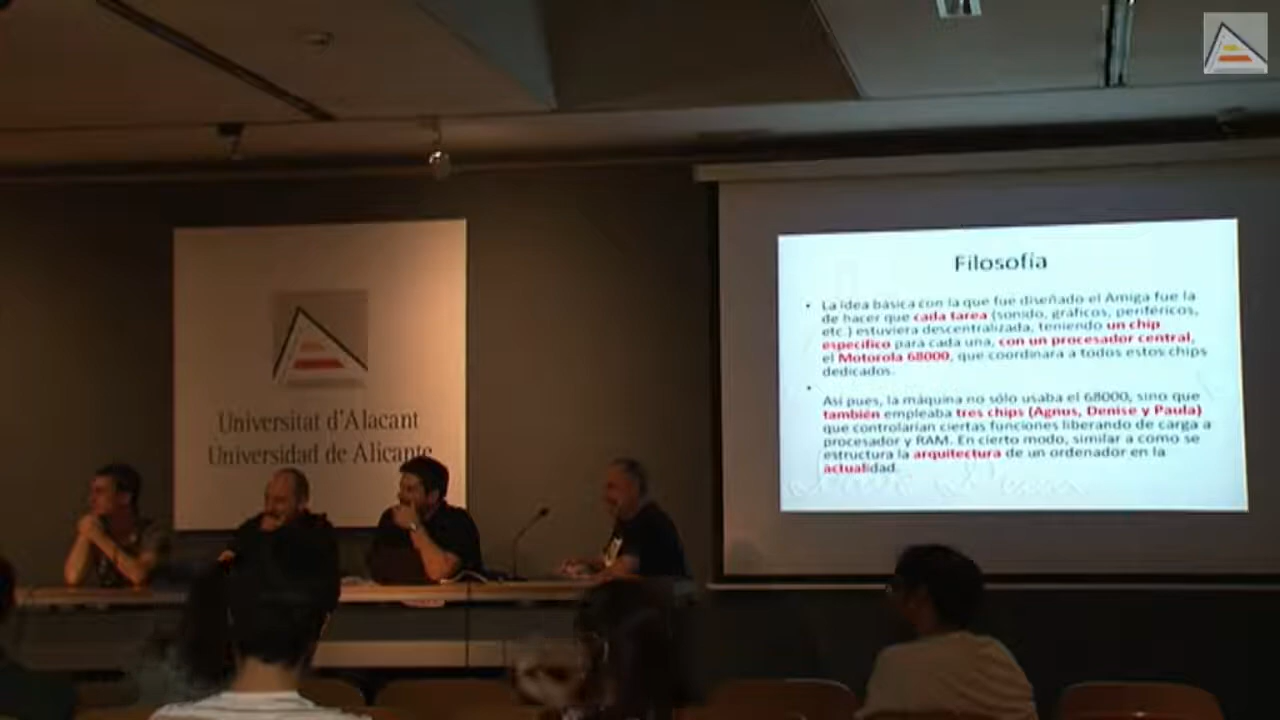 Universitat d'Alacant
Universidad de Alicante
Filosofía
• La idea básica con la que fue diseñado el Amiga fue la
de hacer que cada tarea (sonido, gráficos, periféricos,
etc.) estuviera descentralizada, teniendo un chip
específico para cada una, con un procesador central,
el Motorola 68000, que coordinara a todos estos chips
dedicados.
• Así pues, la máquina no sólo usaba el 68000, sino que
también empleaba tres chips (Agnus, Denise y Paula)
que controlarían ciertas funciones liberando de carga a
procesador y RAM. En cierto modo, similar a como se
estructura la arquitectura de un ordenador en la
actualidad.